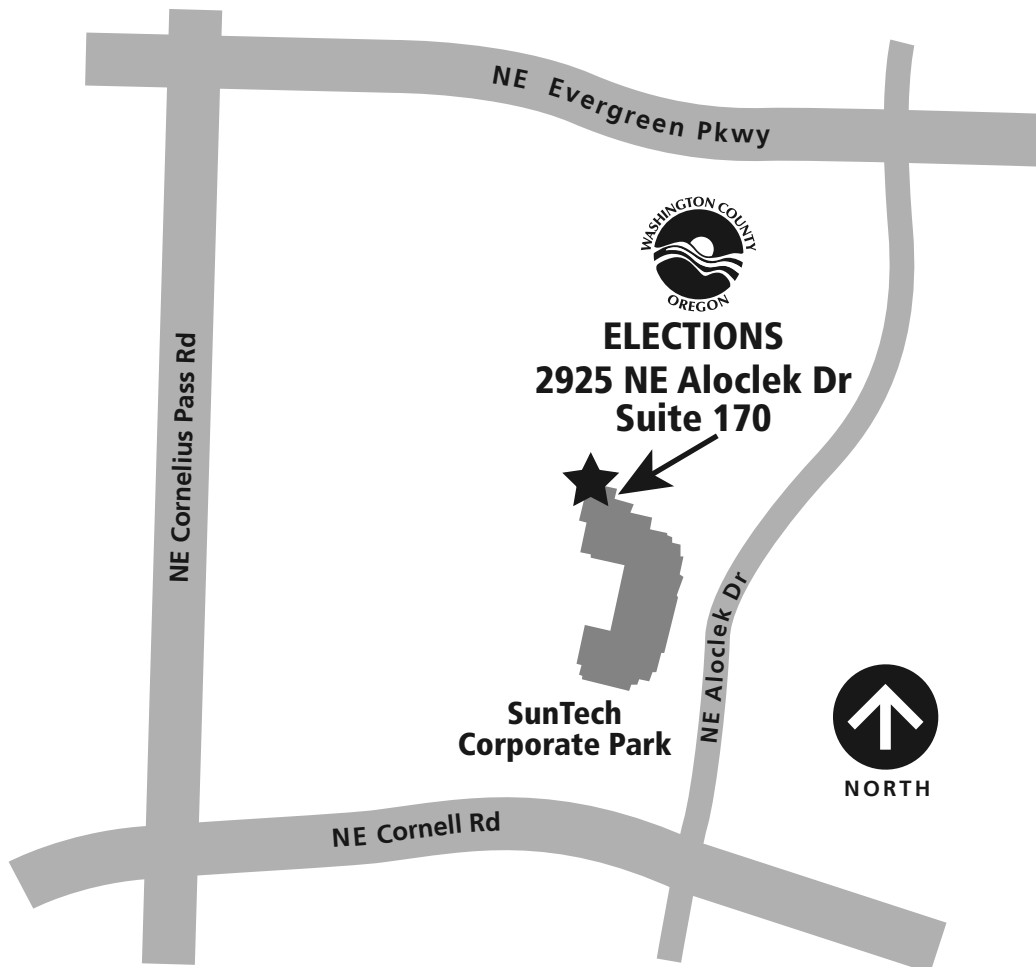 NE Evergreen Pkwy
WASHINGTON COUNTY
OREGON
ELECTIONS
2925 NE Aloclek Dr
Suite 170
NE Cornelius Pass Rd
NE Aloclek Dr
SunTech
Corporate Park
NORTH
NE Cornell Rd